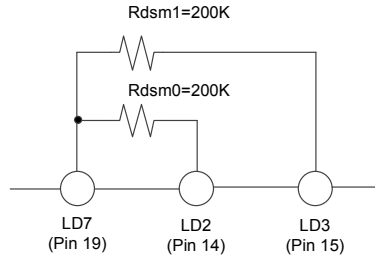 Rdsm1=200K
Rdsm0=200K
LD7
(Pin 19)
LD2
(Pin 14)
LD3
(Pin 15)